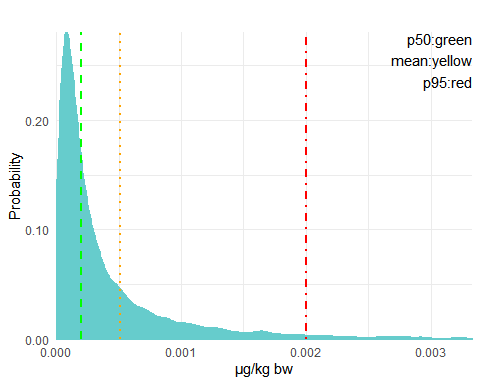 p50:green
mean:yellow
p95:red
Probability
0.20
0.10
0.00
0.000 0.001 0.002 0.003
µg/kg bw